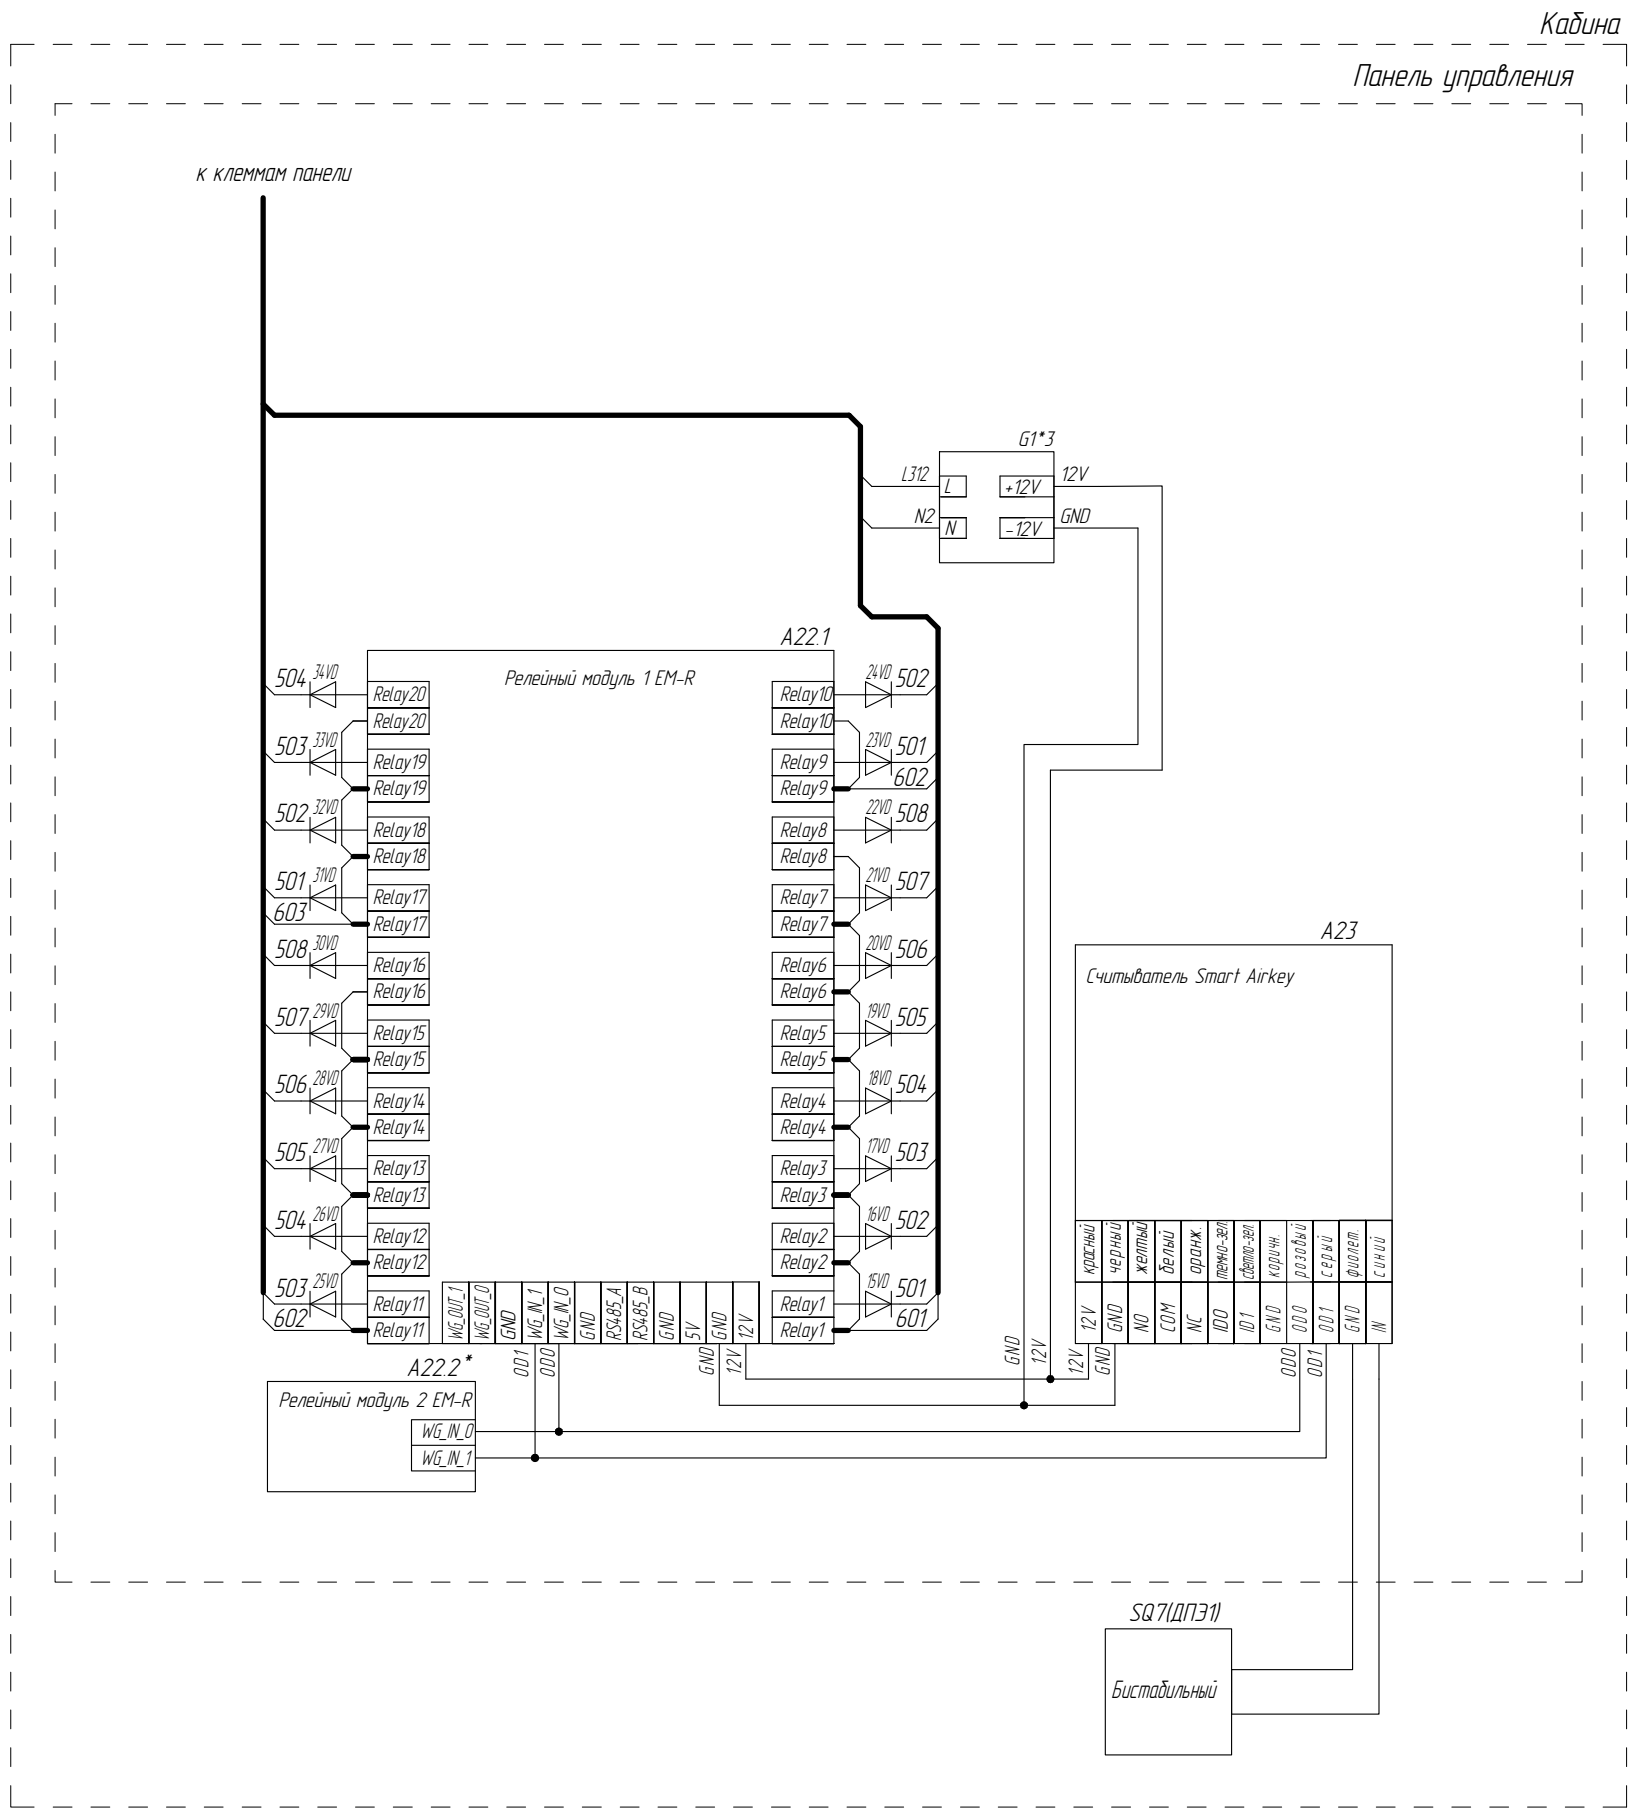 Кабина
Панель управления
к клеммам панели
G1*3
L312 L +12V 12V
N2 N -12V GND
A22.1
Релейный модуль 1 EM-R
504 34VD Relay20
Relay20
503 33VD Relay19
Relay19
502 32VD Relay18
Relay18
501 31VD Relay17
603 Relay17
508 30VD Relay16
Relay16
507 29VD Relay15
Relay15
506 28VD Relay14
Relay14
505 27VD Relay13
Relay13
504 26VD Relay12
Relay12
503 25VD Relay11
602 Relay11
Relay10 24VD 502
Relay10
Relay9 23VD 501
Relay9 602
Relay8 22VD 508
Relay8
Relay7 21VD 507
Relay7
Relay6 20VD 506
Relay6
Relay5 19VD 505
Relay5
Relay4 18VD 504
Relay4
Relay3 17VD 503
Relay3
Relay2 16VD 502
Relay2
Relay1 15VD 501
Relay1 601
WG_OUT_1
WG_OUT_0
GND
WG_IN_1
WG_IN_0
GND
RS485_A
RS485_B
GND
5V
GND
12V
OD1
OD0
GND
12V
GND
12V
A23
Считыватель Smart Airkey
красный
черный
желтый
белый
оранж.
темно-зел.
светло-зел.
коричн.
розовый
серый
фиолет.
синий
12V
GND
NO
COM
NC
ID0
ID1
GND
OD0
OD1
GND
IN
12V
GND
OD0
OD1
A22.2*
Релейный модуль 2 EM-R
WG_IN_0
WG_IN_1
SQ7(ДПЭ1)
Бистабильный